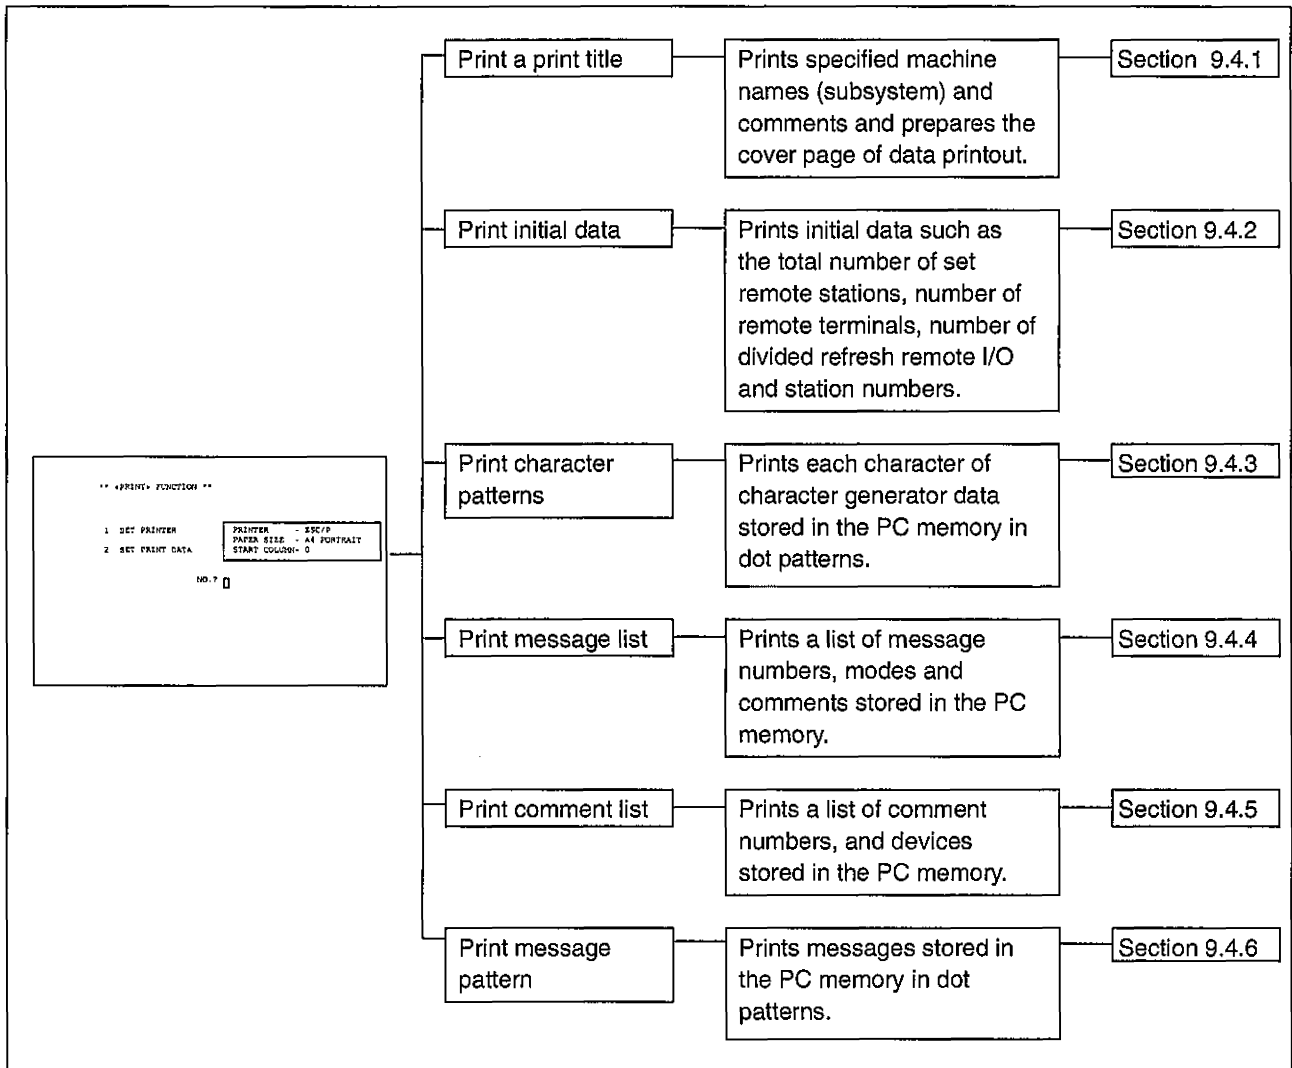 Print a print title
Prints specified machine
names (subsystem) and
comments and prepares the
cover page of data printout.
Section 9.4.1
Print initial data
Prints initial data such as
the total number of set
remote stations, number of
remote terminals, number of
divided refresh remote I/O
and station numbers.
Section 9.4.2
Print character
patterns
Prints each character of
character generator data
stored in the PC memory in
dot patterns.
Section 9.4.3
** <PRINT> FUNCTION **
1 SET PRINTER
2 SET PRINT DATA
PRINTER - ESC/P
PAPER SIZE - A4 PORTRAIT
START COLUMN- 0
NO.?
Print message list
Prints a list of message
numbers, modes and
comments stored in the PC
memory.
Section 9.4.4
Print comment list
Prints a list of comment
numbers, and devices
stored in the PC memory.
Section 9.4.5
Print message
pattern
Prints messages stored in
the PC memory in dot
patterns.
Section 9.4.6